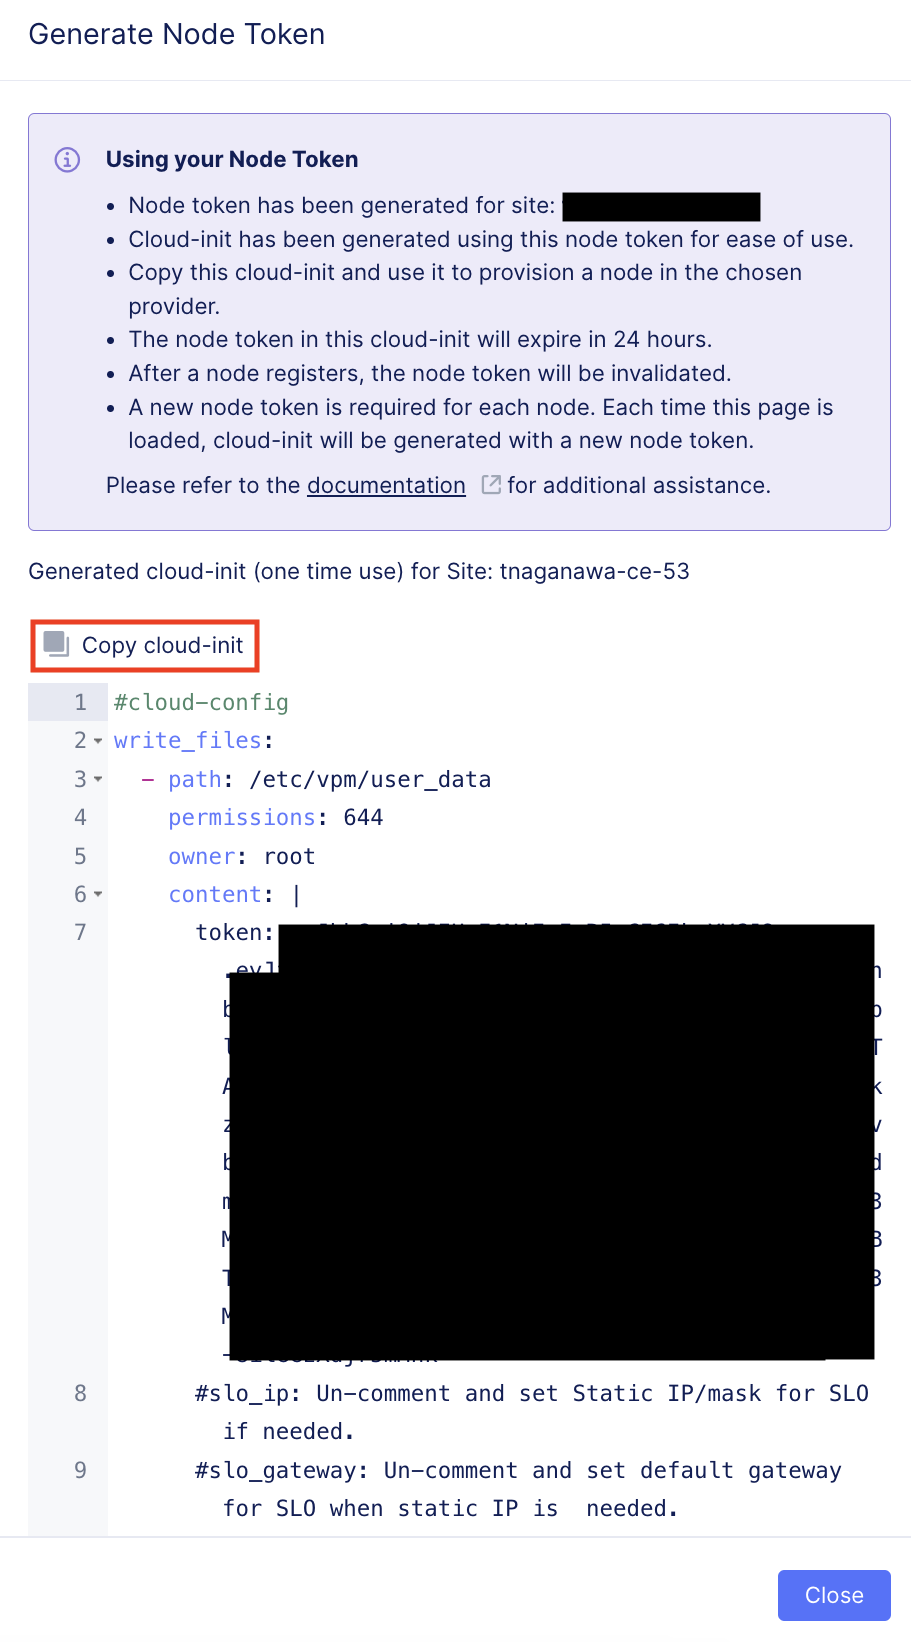 Generate Node Token
Using your Node Token
• Node token has been generated for site:
• Cloud-init has been generated using this node token for ease of use.
• Copy this cloud-init and use it to provision a node in the chosen
provider.
• The node token in this cloud-init will expire in 24 hours.
• After a node registers, the node token will be invalidated.
• A new node token is required for each node. Each time this page is
loaded, cloud-init will be generated with a new node token.
Please refer to the documentation for additional assistance.
Generated cloud-init (one time use) for Site: tnaganawa-ce-53
Copy cloud-init
1 #cloud-config
2 write_files:
3 - path: /etc/vpm/user_data
4 permissions: 644
5 owner: root
6 content: |
7 token:
8 #slo_ip: Un-comment and set Static IP/mask for SLO
if needed.
9 #slo_gateway: Un-comment and set default gateway
for SLO when static IP is  needed.
Close